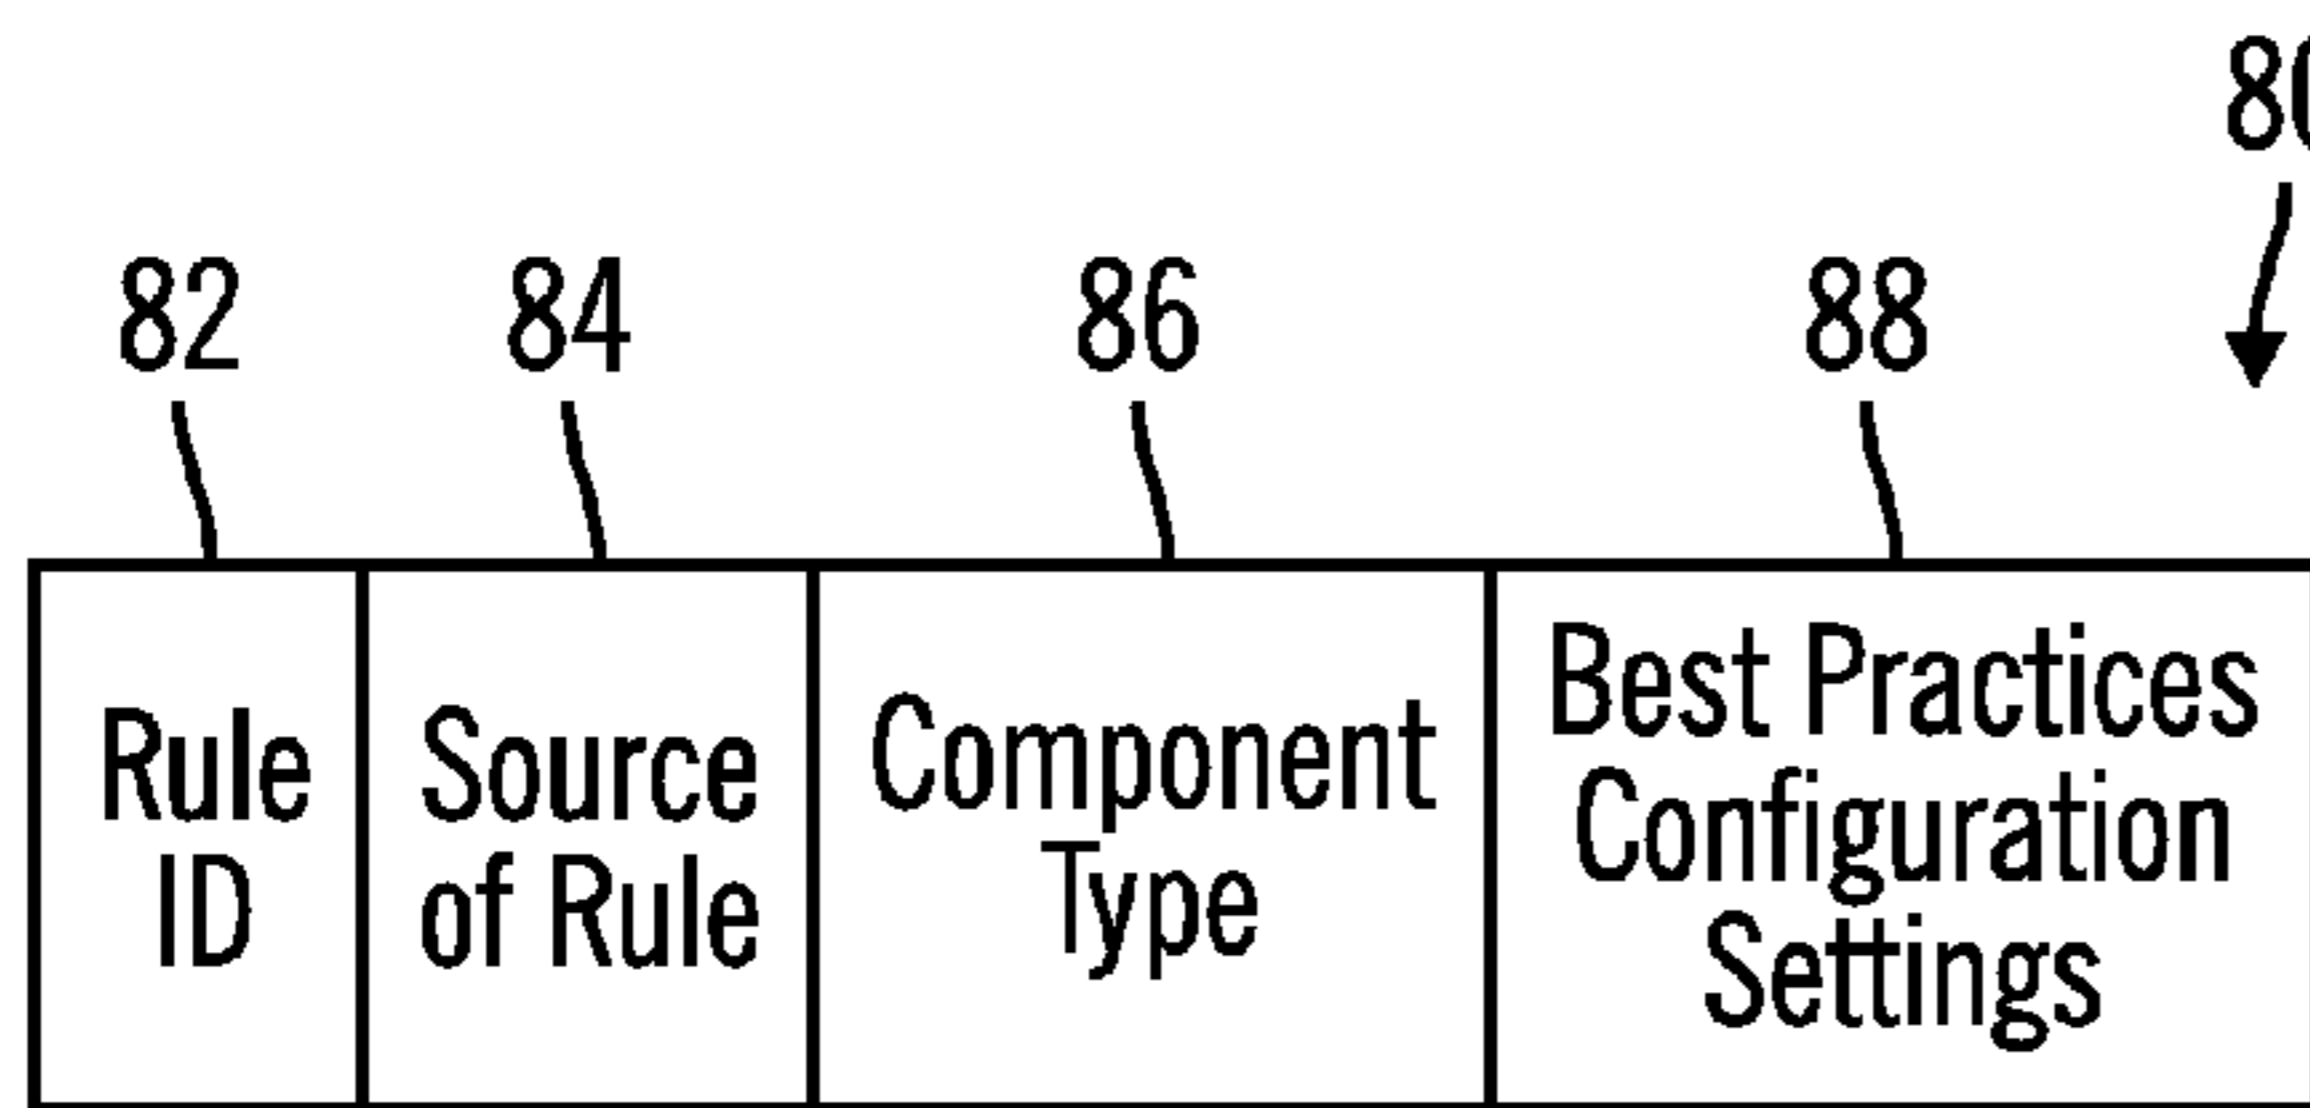 82 84 86 88
Rule
ID
Source
of Rule
Component
Type
Best Practices
Configuration
Settings